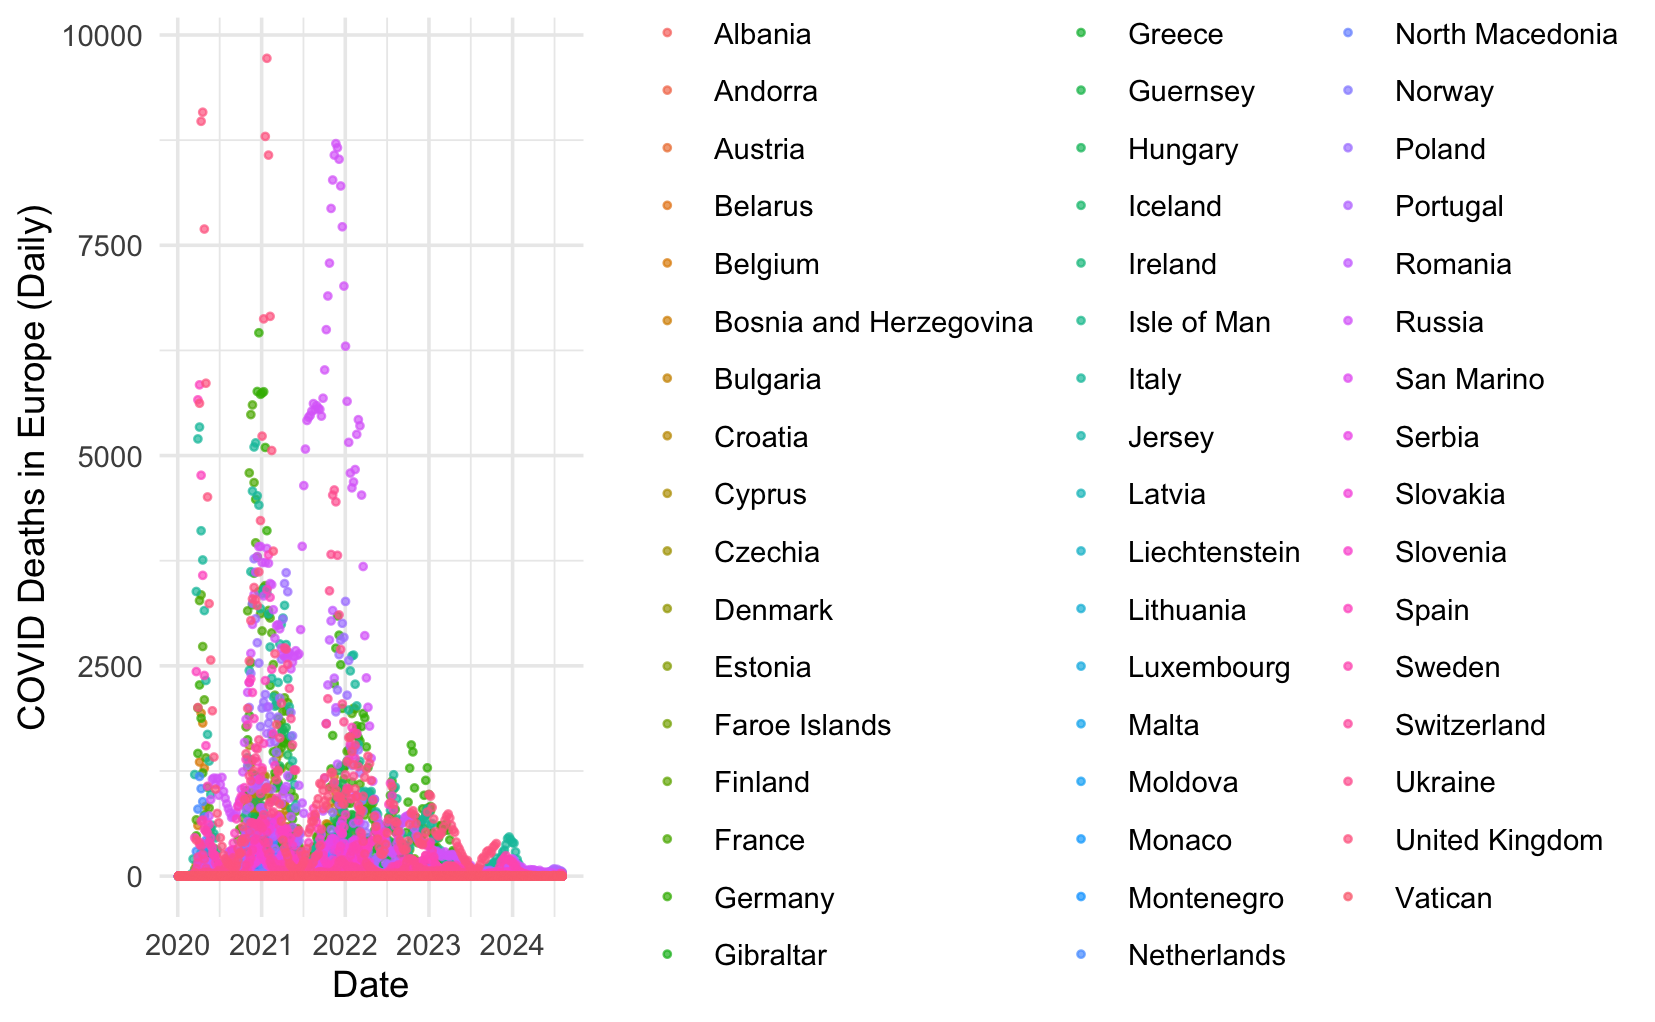 COVID Deaths in Europe (Daily)
10000
7500
5000
2500
0
2020
2021
2022
2023
2024
Date
Albania
Andorra
Austria
Belarus
Belgium
Bosnia and Herzegovina
Bulgaria
Croatia
Cyprus
Czechia
Denmark
Estonia
Faroe Islands
Finland
France
Germany
Gibraltar
Greece
Guernsey
Hungary
Iceland
Ireland
Isle of Man
Italy
Jersey
Latvia
Liechtenstein
Lithuania
Luxembourg
Malta
Moldova
Monaco
Montenegro
Netherlands
North Macedonia
Norway
Poland
Portugal
Romania
Russia
San Marino
Serbia
Slovakia
Slovenia
Spain
Sweden
Switzerland
Ukraine
United Kingdom
Vatican